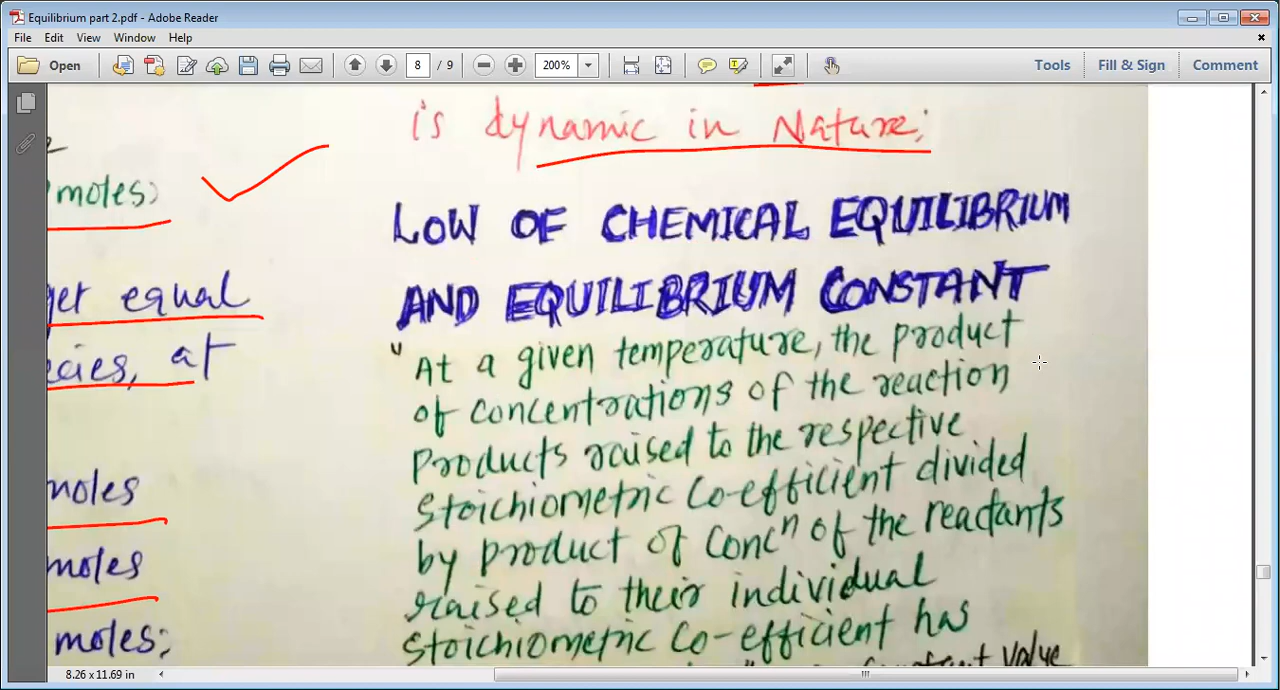 Equilibrium part 2.pdf - Adobe Reader
File Edit View Window Help
Open 8 / 9 200% Tools Fill & Sign Comment
is dynamic in Nature;
moles;
get equal
ecies, at
moles
moles
moles;
LOW OF CHEMICAL EQUILIBRIUM
AND EQUILIBRIUM CONSTANT
" At a given temperature, the product
of concentrations of the reaction
products raised to the respective
stoichiometric Co-efficient divided
by product of Concⁿ of the reactants
raised to their individual
stoichiometric Co-efficient has
Constant value
8.26 x 11.69 in